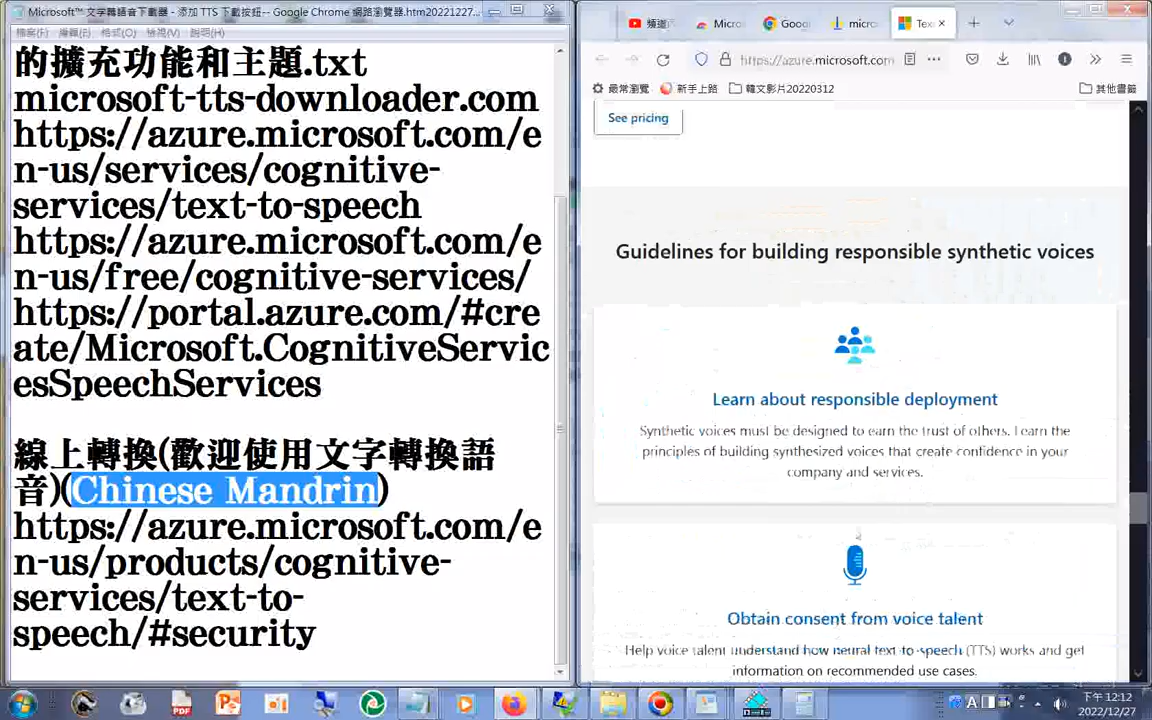 Microsoft™ 文字轉語音下載器 - 添加 TTS 下載按鈕-- Google Chrome 網路瀏覽器.htm20221227...
檔案(F) 編輯(E) 格式(O) 檢視(V) 說明(H)
的擴充功能和主題.txt
microsoft-tts-downloader.com
https://azure.microsoft.com/e
n-us/services/cognitive-
services/text-to-speech
https://azure.microsoft.com/e
n-us/free/cognitive-services/
https://portal.azure.com/#cre
ate/Microsoft.CognitiveServic
esSpeechServices
線上轉換(歡迎使用文字轉換語
音)(Chinese Mandrin)
https://azure.microsoft.com/e
n-us/products/cognitive-
services/text-to-
speech/#security
頻道 Micro Goo micro Tex
https://azure.microsoft.com
最常瀏覽 新手上路 韓文影片20220312 其他書籤
See pricing
Guidelines for building responsible synthetic voices
Learn about responsible deployment
Synthetic voices must be designed to earn the trust of others. Learn the
principles of building synthesized voices that create confidence in your
company and services.
Obtain consent from voice talent
Help voice talent understand how neural text-to-speech (TTS) works and get
information on recommended use cases.
下午 12:12
2022/12/27